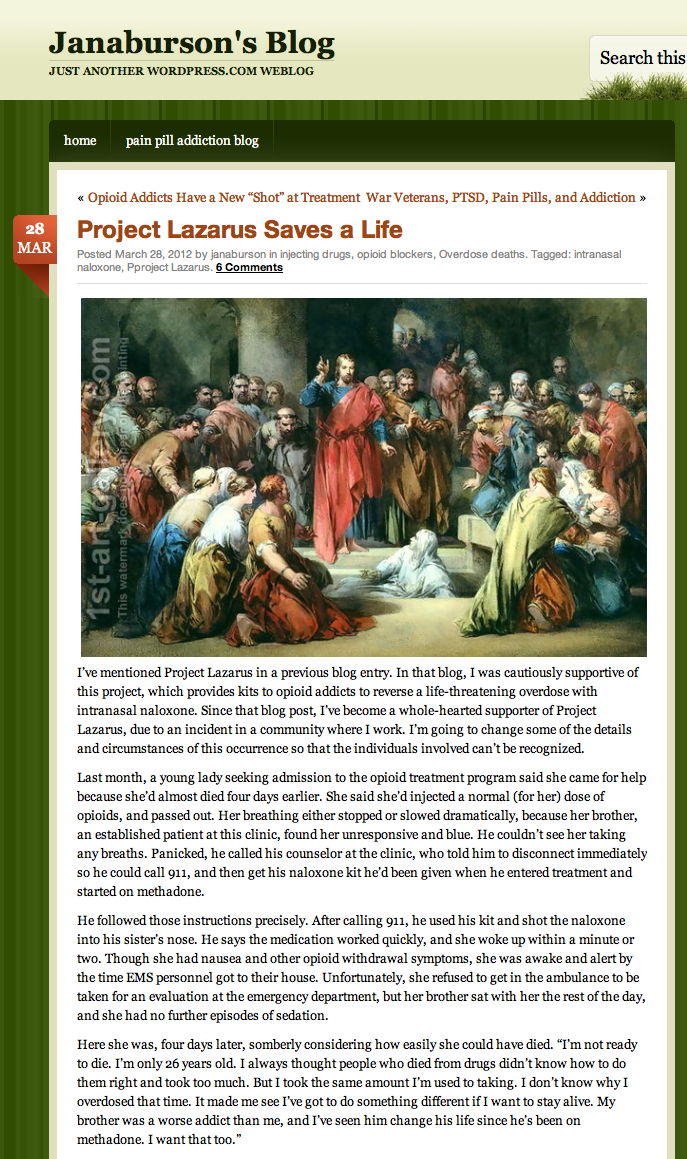 Janaburson's Blog
JUST ANOTHER WORDPRESS.COM WEBLOG
Search this
home
pain pill addiction blog
« Opioid Addicts Have a New “Shot” at Treatment War Veterans, PTSD, Pain Pills, and Addiction »
28
MAR
Project Lazarus Saves a Life
Posted March 28, 2012 by janaburson in injecting drugs, opioid blockers, Overdose deaths. Tagged: intranasal
naloxone, Pproject Lazarus. 6 Comments
I’ve mentioned Project Lazarus in a previous blog entry. In that blog, I was cautiously supportive of
this project, which provides kits to opioid addicts to reverse a life-threatening overdose with
intranasal naloxone. Since that blog post, I’ve become a whole-hearted supporter of Project
Lazarus, due to an incident in a community where I work. I’m going to change some of the details
and circumstances of this occurrence so that the individuals involved can’t be recognized.
Last month, a young lady seeking admission to the opioid treatment program said she came for help
because she’d almost died four days earlier. She said she’d injected a normal (for her) dose of
opioids, and passed out. Her breathing either stopped or slowed dramatically, because her brother,
an established patient at this clinic, found her unresponsive and blue. He couldn’t see her taking
any breaths. Panicked, he called his counselor at the clinic, who told him to disconnect immediately
so he could call 911, and then get his naloxone kit he’d been given when he entered treatment and
started on methadone.
He followed those instructions precisely. After calling 911, he used his kit and shot the naloxone
into his sister’s nose. He says the medication worked quickly, and she woke up within a minute or
two. Though she had nausea and other opioid withdrawal symptoms, she was awake and alert by
the time EMS personnel got to their house. Unfortunately, she refused to get in the ambulance to be
taken for an evaluation at the emergency department, but her brother sat with her the rest of the day,
and she had no further episodes of sedation.
Here she was, four days later, somberly considering how easily she could have died. “I’m not ready
to die. I’m only 26 years old. I always thought people who died from drugs didn’t know how to do
them right and took too much. But I took the same amount I’m used to taking. I don’t know why I
overdosed that time. It made me see I’ve got to do something different if I want to stay alive. My
brother was a worse addict than me, and I’ve seen him change his life since he’s been on
methadone. I want that too.”